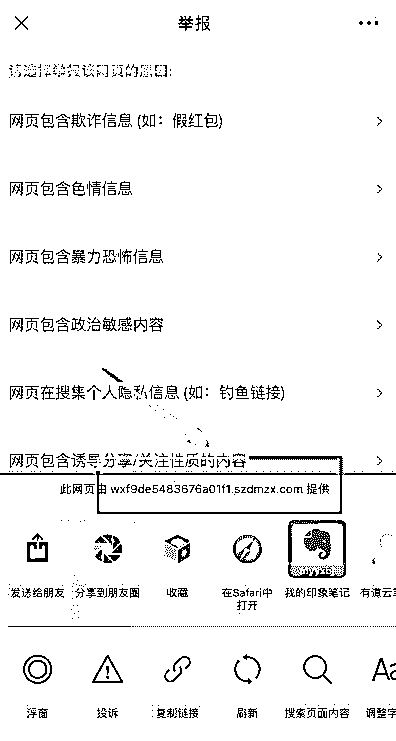 举报
请选择举报该网页的原因:
网页包含欺诈信息 (如：假红包)
网页包含色情信息
网页包含暴力恐怖信息
网页包含政治敏感内容
网页在搜集个人隐私信息 (如：钓鱼链接)
网页包含诱导分享/关注性质的内容
此网页由 wxf9de5483676a01f1.szdmzx.com 提供
发送给朋友 分享到朋友圈 收藏 在Safari中打开 我的印象笔记 有道云笔
浮窗 投诉 复制链接 刷新 搜索页面内容 调整字